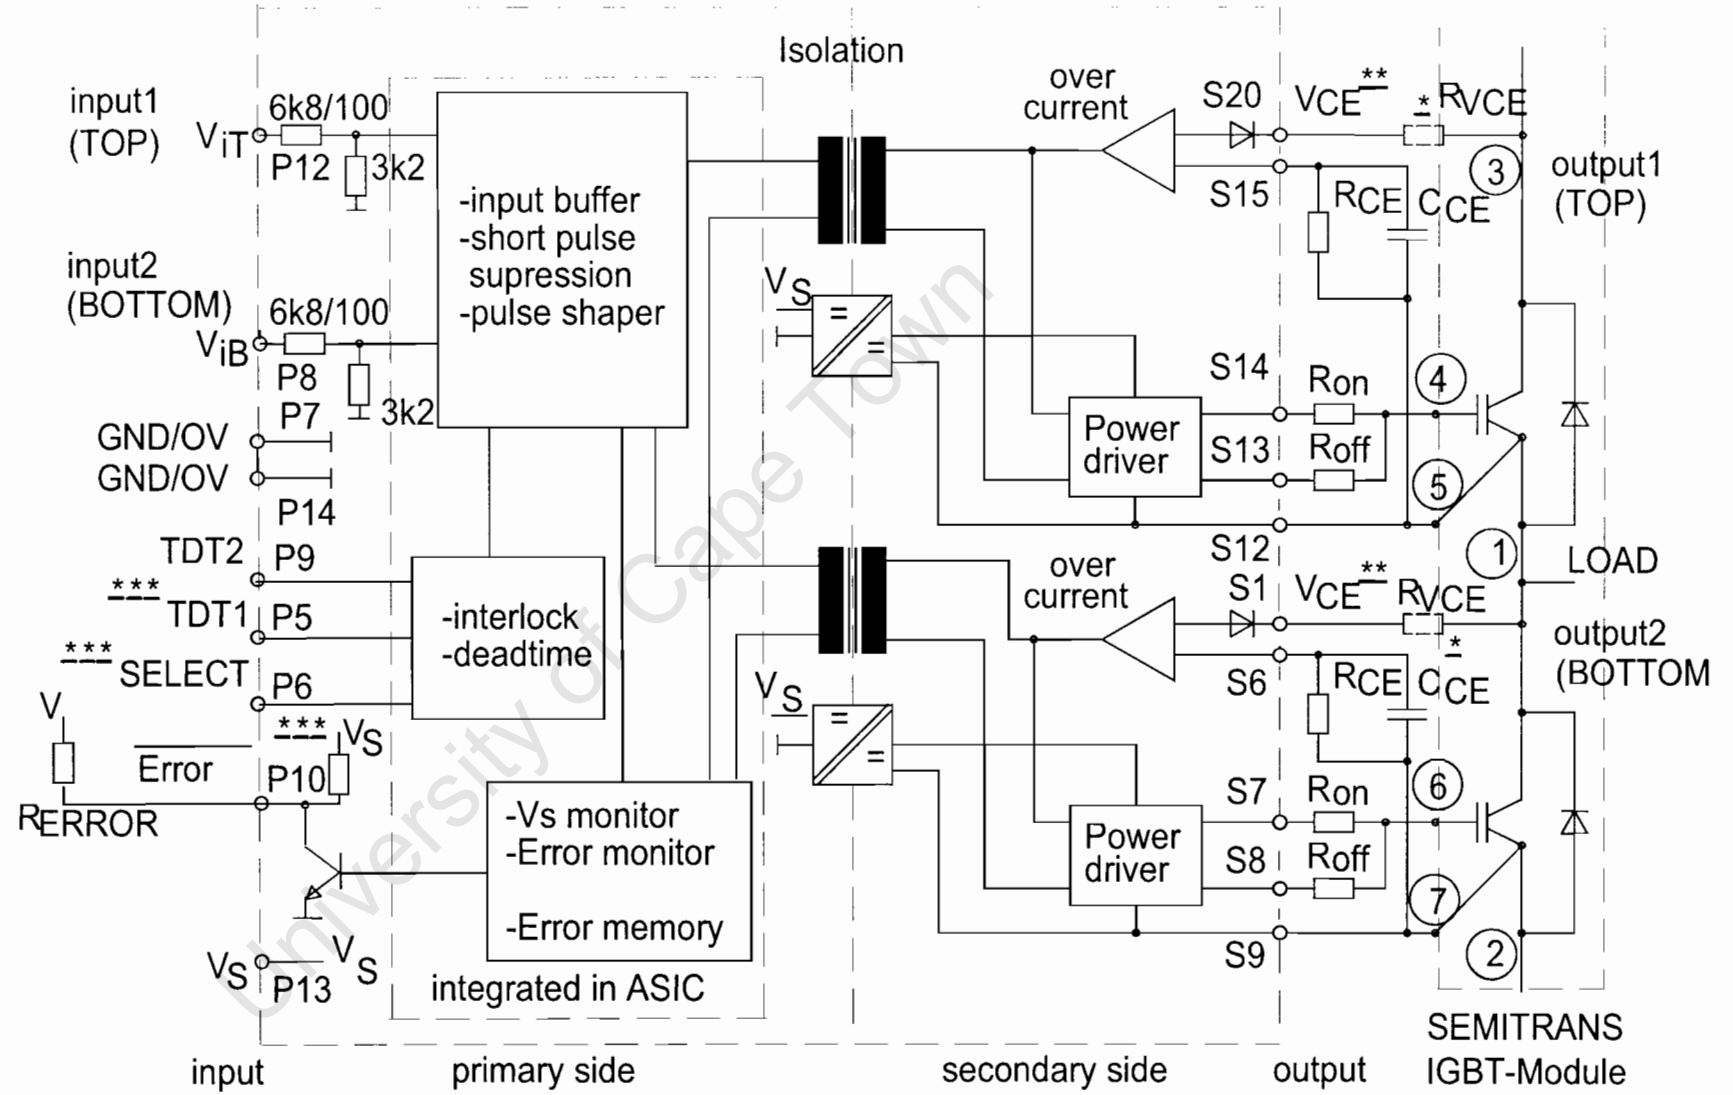 Isolation
input1
(TOP)
ViT
6k8/100
P12
3k2
input2
(BOTTOM)
ViB
6k8/100
P8
P7
3k2
GND/OV
GND/OV
P14
TDT2
P9
***
TDT1
P5
***
SELECT
P6
***
V
VS
Error
P10
RERROR
VS
P13
VS
-input buffer
-short pulse
supression
-pulse shaper
-interlock
-deadtime
-Vs monitor
-Error monitor
-Error memory
integrated in ASIC
VS
=
=
over
current
S20
VCE**
*
RVCE
S15
RCE
CCE
3
output1
(TOP)
S14
Ron
4
Power
driver
S13
Roff
5
S12
1
LOAD
over
current
S1
VCE**
RVCE
*
output2
(BOTTOM
S6
RCE
CCE
VS
=
=
S7
Ron
6
Power
driver
S8
Roff
7
S9
2
SEMITRANS
IGBT-Module
input
primary side
secondary side
output
University of Cape Town